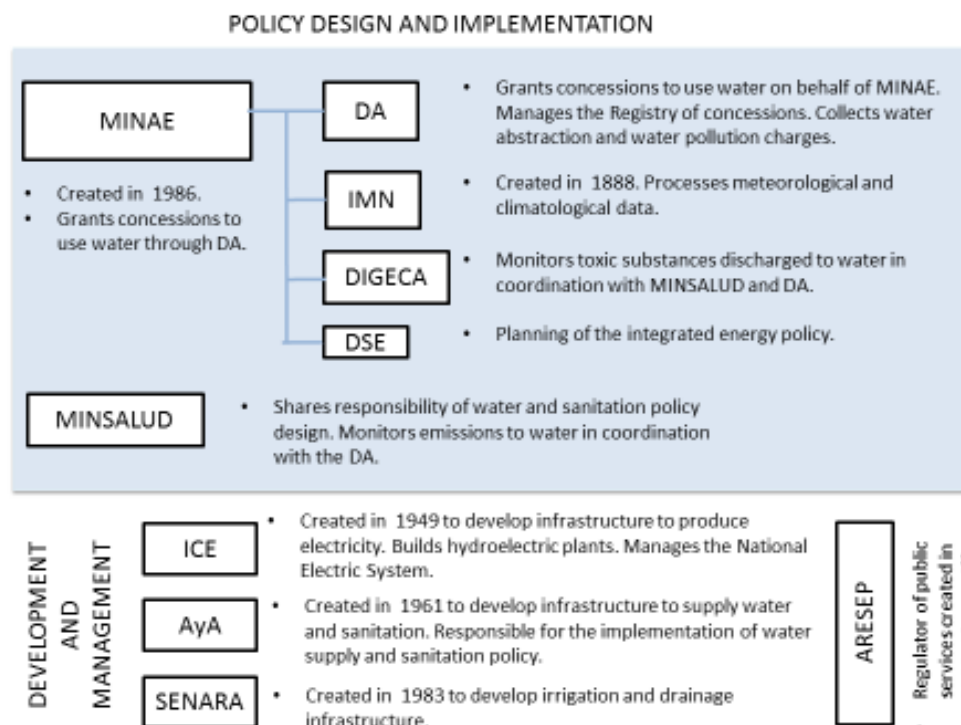 POLICY DESIGN AND IMPLEMENTATION
MINAE
• Created in 1986.
• Grants concessions to
use water through DA.
DA
• Grants concessions to use water on behalf of MINAE.
Manages the Registry of concessions. Collects water
abstraction and water pollution charges.
IMN
• Created in 1888. Processes meteorological and
climatological data.
DIGECA
• Monitors toxic substances discharged to water in
coordination with MINSALUD and DA.
DSE
• Planning of the integrated energy policy.
MINSALUD
• Shares responsibility of water and sanitation policy
design. Monitors emissions to water in coordination
with the DA.
DEVELOPMENT
AND
MANAGEMENT
ICE
• Created in 1949 to develop infrastructure to produce
electricity. Builds hydroelectric plants. Manages the National
Electric System.
AyA
• Created in 1961 to develop infrastructure to supply water
and sanitation. Responsible for the implementation of water
supply and sanitation policy.
SENARA
• Created in 1983 to develop irrigation and drainage
infrastructure.
ARESEP
Regulator of public
services created in